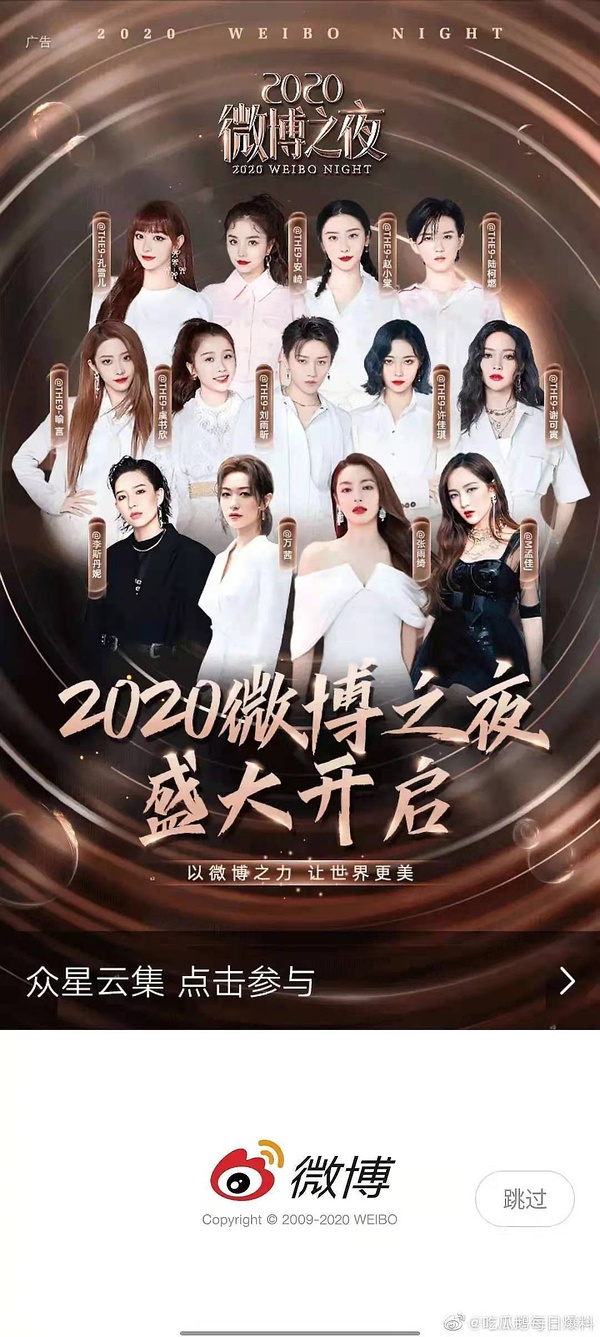 广告
2020 WEIBO NIGHT
2020
微博之夜
2020 WEIBO NIGHT
@THE9-孔雪儿
@THE9-安崎
@THE9-赵小棠
@THE9-陆柯燃
@THE9-喻言
@THE9-虞书欣
@THE9-刘雨昕
@THE9-许佳琪
@THE9-谢可寅
@李斯丹妮
@万茜
@张雨绮
@M孟佳J
2020微博之夜
盛大开启
以微博之力 让世界更美
众星云集 点击参与
微博
跳过
Copyright © 2009-2020 WEIBO
@吃瓜鹅每日爆料